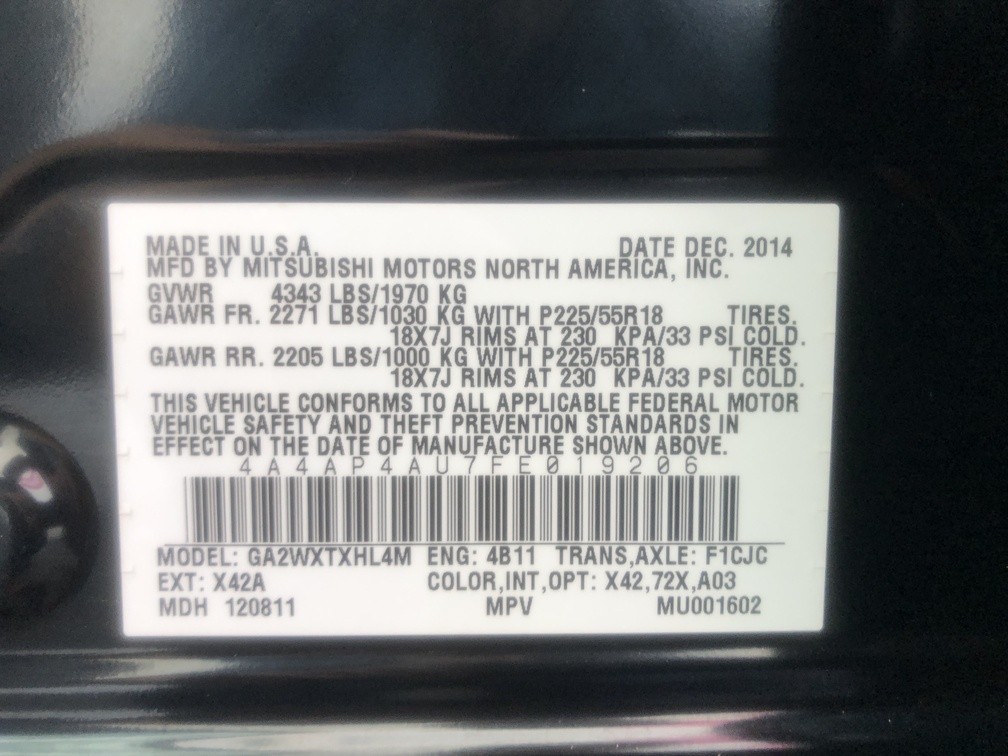 MADE IN U.S.A. DATE DEC. 2014
MFD BY MITSUBISHI MOTORS NORTH AMERICA, INC.
GVWR 4343 LBS/1970 KG
GAWR FR. 2271 LBS/1030 KG WITH P225/55R18 TIRES.
18X7J RIMS AT 230 KPA/33 PSI COLD.
GAWR RR. 2205 LBS/1000 KG WITH P225/55R18 TIRES.
18X7J RIMS AT 230 KPA/33 PSI COLD.
THIS VEHICLE CONFORMS TO ALL APPLICABLE FEDERAL MOTOR
VEHICLE SAFETY AND THEFT PREVENTION STANDARDS IN
EFFECT ON THE DATE OF MANUFACTURE SHOWN ABOVE.
4A4AP4AU7FE019206
MODEL: GA2WXTXHL4M ENG: 4B11 TRANS,AXLE: F1CJC
EXT: X42A COLOR,INT,OPT: X42,72X,A03
MDH 120811 MPV MU001602